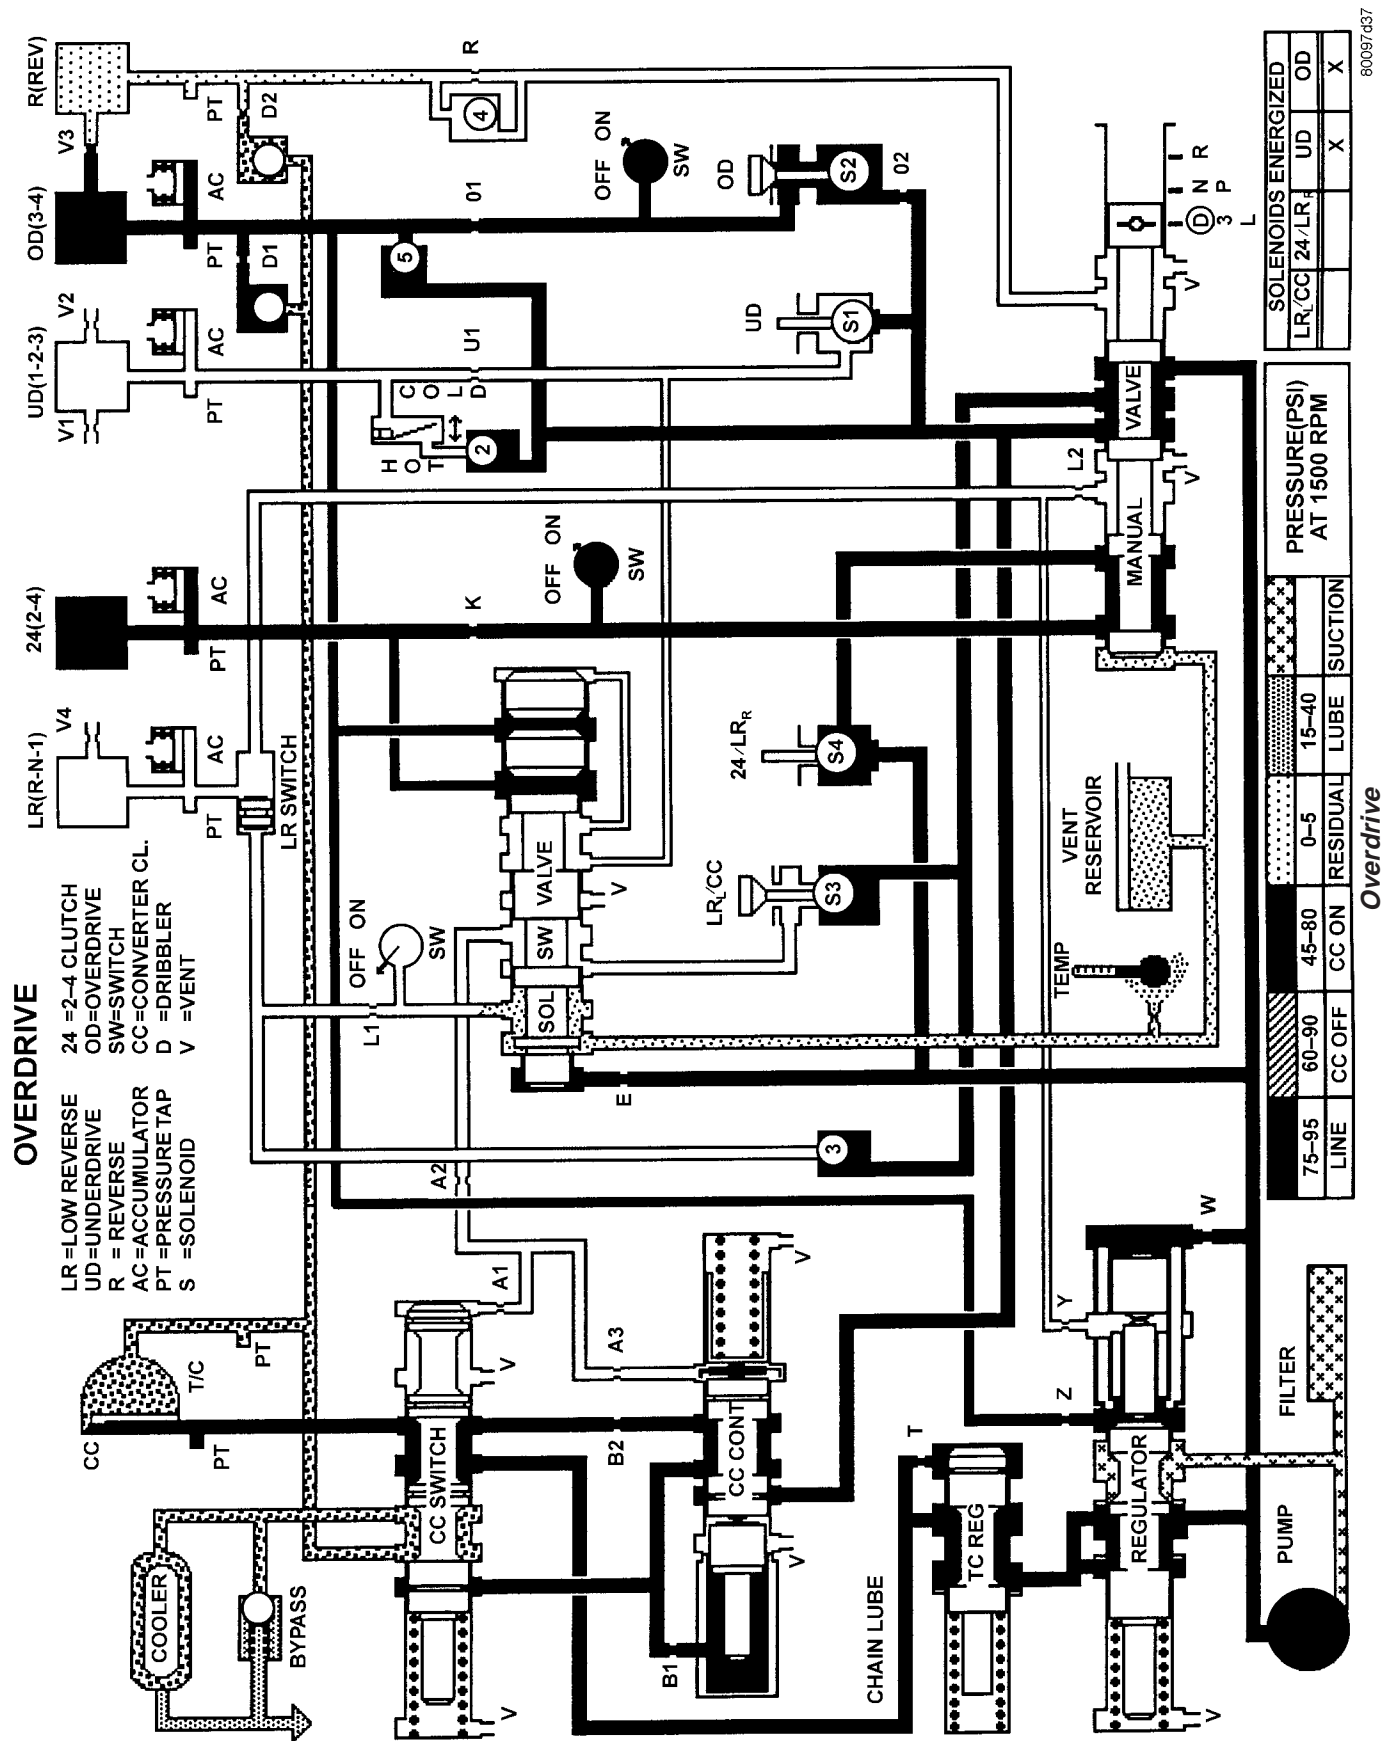 OVERDRIVE
LR =LOW REVERSE
UD=UNDERDRIVE
R = REVERSE
AC =ACCUMULATOR
PT =PRESSURE TAP
S =SOLENOID
24 =2–4 CLUTCH
OD=OVERDRIVE
SW=SWITCH
CC =CONVERTER CL.
D =DRIBBLER
V =VENT
LR(R-N-1)
V4
24(2-4)
UD(1-2-3)
V1
V2
OD(3-4)
V3
R(REV)
PT
AC
PT
AC
PT
AC
PT
AC
PT
D1
D2
LR SWITCH
COOLER
BYPASS
CC
PT
T/C
PT
L1
OFF ON
SW
K
OFF ON
SW
HOT
COLD
2
U1
5
O1
OFF ON
SW
4
R
CC SWITCH
V
V
A1
A2
A3
B1
B2
CC CONT
V
V
SOL
SW
VALVE
V
E
3
LRL/CC
S3
24/LRR
S4
UD
S1
OD
S2
02
CHAIN LUBE
T
TC REG
REGULATOR
V
Z
Y
W
PUMP
FILTER
TEMP
VENT
RESERVOIR
MANUAL
VALVE
L2
V
V
D N R
3 P
L
75–95
60–90
45–80
0–5
15–40
LINE
CC OFF
CC ON
RESIDUAL
LUBE
SUCTION
PRESSURE(PSI)
AT 1500 RPM
SOLENOIDS ENERGIZED
LRL/CC
24/LRR
UD
OD
X
X
80097d37
Overdrive